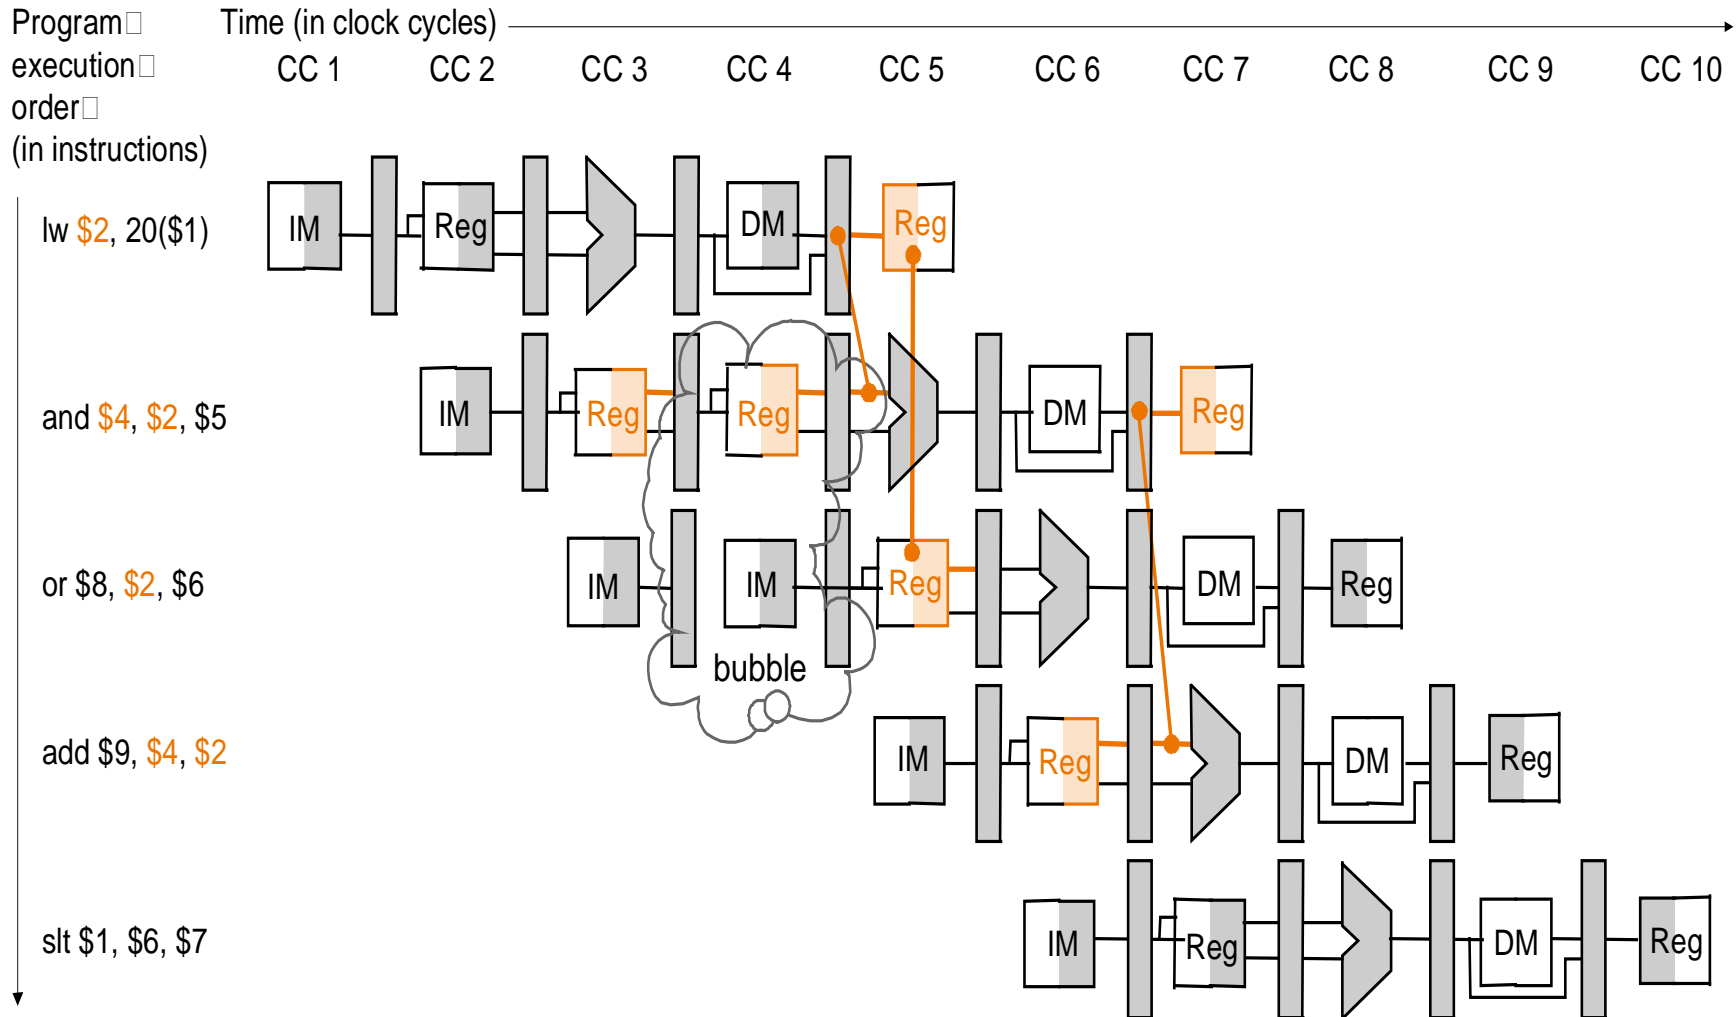 Program□ Time (in clock cycles)
execution□ CC 1 CC 2 CC 3 CC 4 CC 5 CC 6 CC 7 CC 8 CC 9 CC 10
order□
(in instructions)
lw $2, 20($1) IM Reg DM Reg
and $4, $2, $5 IM Reg Reg DM Reg
or $8, $2, $6 IM IM Reg DM Reg
bubble
add $9, $4, $2 IM Reg DM Reg
slt $1, $6, $7 IM Reg DM Reg